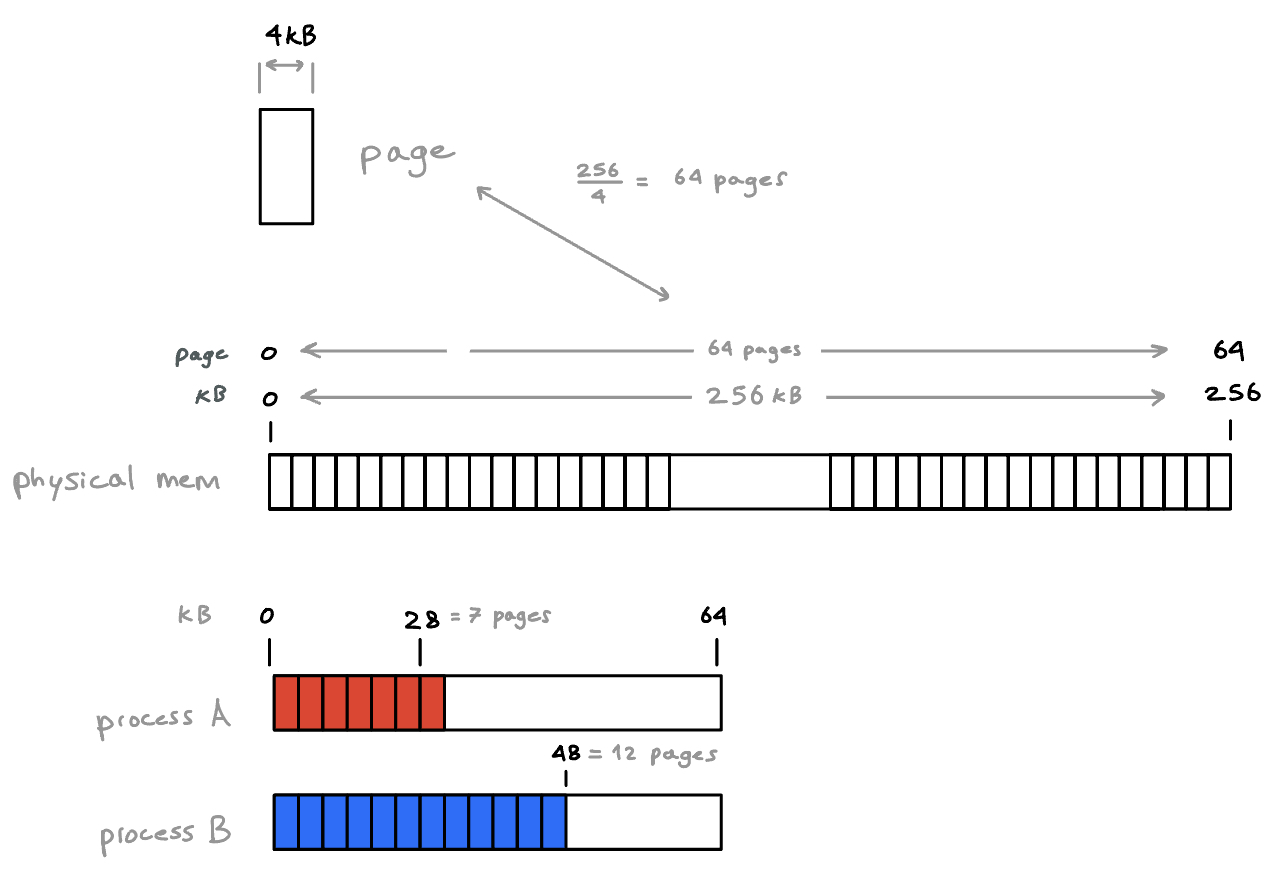 4kB
page
256
4 = 64 pages
page 0 64 pages 64
kB 0 256 kB 256
physical mem
kB 0 28 = 7 pages 64
process A
48 = 12 pages
process B